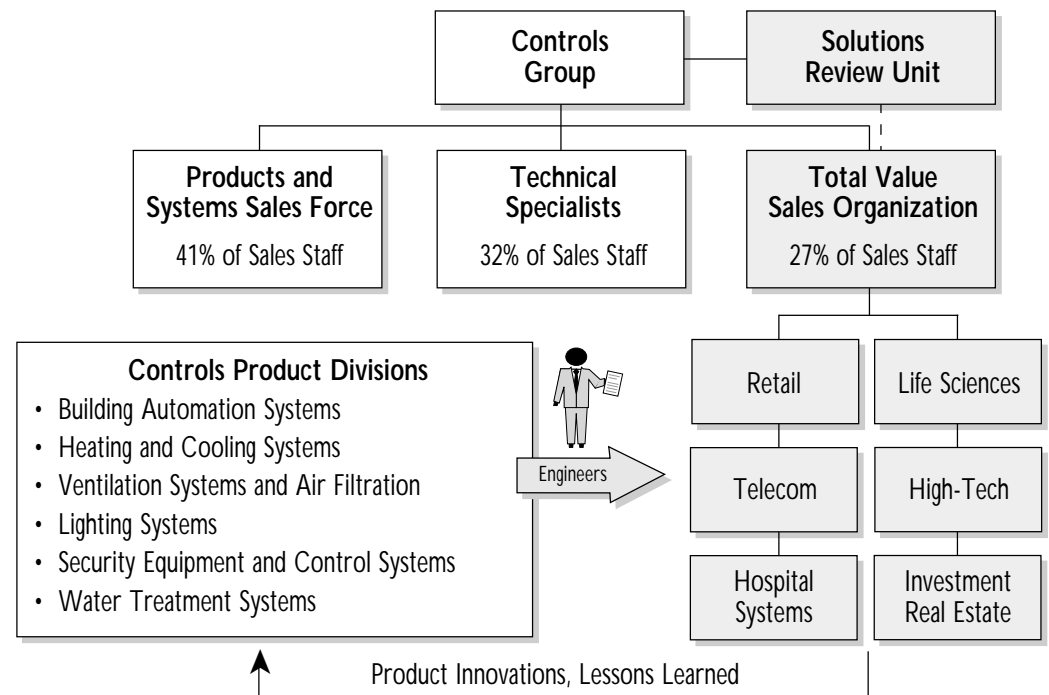 Controls
Group
Solutions
Review Unit
Products and
Systems Sales Force
41% of Sales Staff
Technical
Specialists
32% of Sales Staff
Total Value
Sales Organization
27% of Sales Staff
Controls Product Divisions
• Building Automation Systems
• Heating and Cooling Systems
• Ventilation Systems and Air Filtration
• Lighting Systems
• Security Equipment and Control Systems
• Water Treatment Systems
Engineers
Retail
Life Sciences
Telecom
High-Tech
Hospital
Systems
Investment
Real Estate
Product Innovations, Lessons Learned